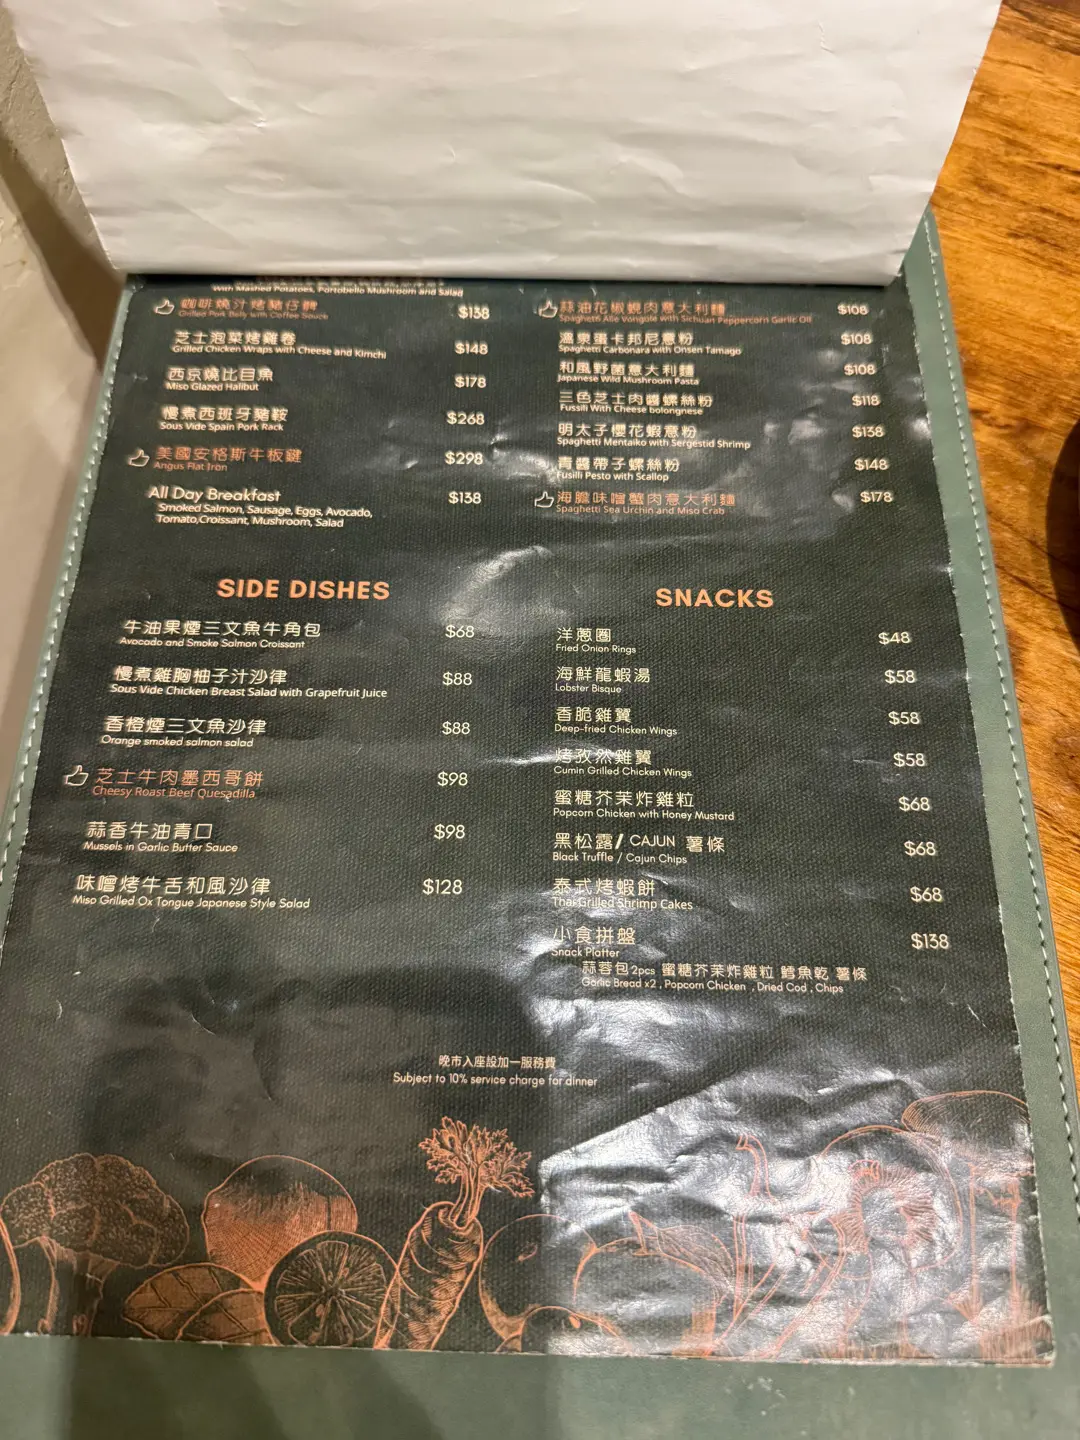 with Mashed Potatoes, Portobello Mushroom and Salad
咖啡燒汁烤豬仔髀 $138
Grilled Pork Belly with Coffee Sauce
芝士泡菜烤雞卷 $148
Grilled Chicken Wraps with Cheese and Kimchi
西京燒比目魚 $178
Miso Glazed Halibut
慢煮西班牙豬鞍 $268
Sous Vide Spain Pork Rack
美國安格斯牛板鍵 $298
Angus Flat Iron
All Day Breakfast $138
Smoked Salmon, Sausage, Eggs, Avocado,
Tomato,Croissant, Mushroom, Salad
蒜油花椒蜆肉意大利麵 $108
Spaghetti Alle Vongole with Sichuan Peppercorn Garlic Oil
溫泉蛋卡邦尼意粉 $108
Spaghetti Carbonara with Onsen Tamago
和風野菌意大利麵 $108
Japanese Wild Mushroom Pasta
三色芝士肉醬螺絲粉 $118
Fussili With Cheese bolongnese
明太子櫻花蝦意粉 $138
Spaghetti Mentaiko with Sergestid Shrimp
青醬帶子螺絲粉 $148
Fusilli Pesto with Scallop
海膽味噌蟹肉意大利麵 $178
Spaghetti Sea Urchin and Miso Crab
SIDE DISHES
牛油果煙三文魚牛角包 $68
Avocado and Smoke Salmon Croissant
慢煮雞胸柚子汁沙律 $88
Sous Vide Chicken Breast Salad with Grapefruit Juice
香橙煙三文魚沙律 $88
Orange smoked salmon salad
芝士牛肉墨西哥餅 $98
Cheesy Roast Beef Quesadilla
蒜香牛油青口 $98
Mussels in Garlic Butter Sauce
味噌烤牛舌和風沙律 $128
Miso Grilled Ox Tongue Japanese Style Salad
SNACKS
洋蔥圈 $48
Fried Onion Rings
海鮮龍蝦湯 $58
Lobster Bisque
香脆雞翼 $58
Deep-fried Chicken Wings
烤孜然雞翼 $58
Cumin Grilled Chicken Wings
蜜糖芥茉炸雞粒 $68
Popcorn Chicken with Honey Mustard
黑松露/ CAJUN 薯條 $68
Black Truffle / Cajun Chips
泰式烤蝦餅 $68
Thai Grilled Shrimp Cakes
小食拼盤 $138
Snack Platter
蒜蓉包2pcs 蜜糖芥茉炸雞粒 鱈魚乾 薯條
Garlic Bread x2 , Popcorn Chicken , Dried Cod , Chips
晚市入座設加一服務費
Subject to 10% service charge for dinner